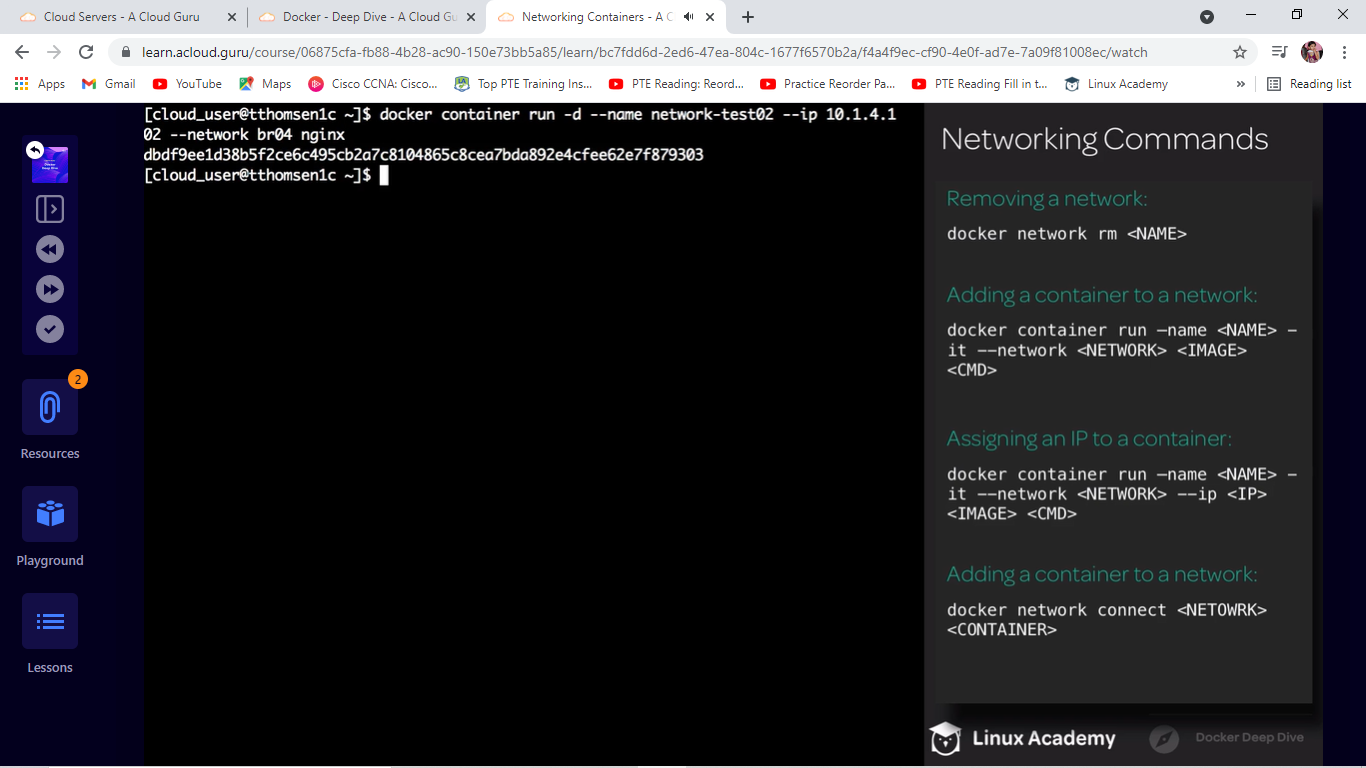 Cloud Servers - A Cloud Guru
Docker - Deep Dive - A Cloud Gu
Networking Containers - A C
learn.acloud.guru/course/06875cfa-fb88-4b28-ac90-150e73bb5a85/learn/bc7fdd6d-2ed6-47ea-804c-1677f6570b2a/f4a4f9ec-cf90-4e0f-ad7e-7a09f81008ec/watch
Apps
Gmail
YouTube
Maps
Cisco CCNA: Cisco...
Top PTE Training Ins...
PTE Reading: Reord...
Practice Reorder Pa...
PTE Reading Fill in t...
Linux Academy
»
Reading list
Docker
Deep Dive
2
Resources
Playground
Lessons
[cloud_user@tthomsen1c ~]$ docker container run -d --name network-test02 --ip 10.1.4.1
02 --network br04 nginx
dbdf9ee1d38b5f2ce6c495cb2a7c8104865c8cea7bda892e4cfee62e7f879303
[cloud_user@tthomsen1c ~]$
Networking Commands
Removing a network:
docker network rm <NAME>
Adding a container to a network:
docker container run –name <NAME> –
it ––network <NETWORK> <IMAGE>
<CMD>
Assigning an IP to a container:
docker container run –name <NAME> –
it ––network <NETWORK> --ip <IP>
<IMAGE> <CMD>
Adding a container to a network:
docker network connect <NETOWRK>
<CONTAINER>
Linux Academy
Docker Deep Dive